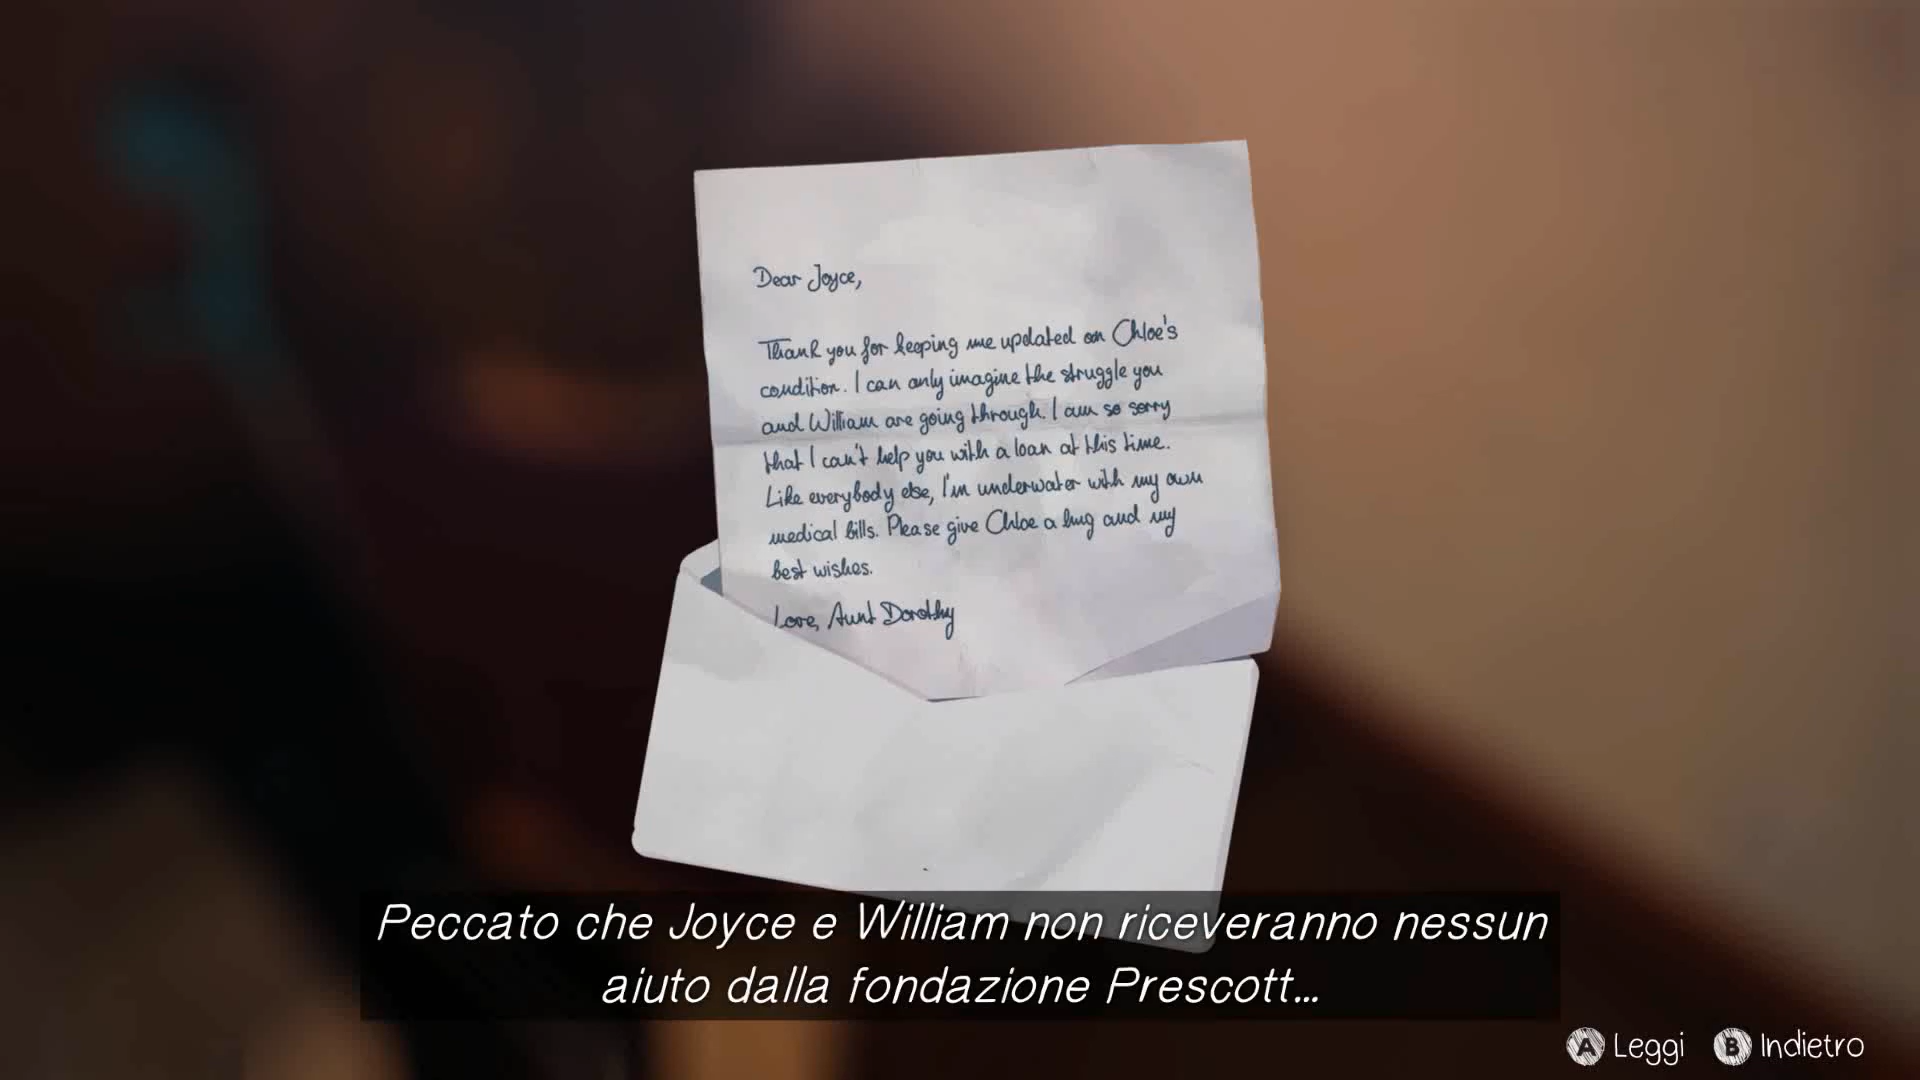 Dear Joyce,
Thank you for keeping me updated on Chloe's
condition. I can only imagine the struggle you
and William are going through. I am so sorry
that I can't help you with a loan at this time.
Like everybody else, I'm underwater with my own
medical bills. Please give Chloe a hug and my
best wishes.
Love, Aunt Dorothy
Peccato che Joyce e William non riceveranno nessun
aiuto dalla fondazione Prescott...
A Leggi B Indietro